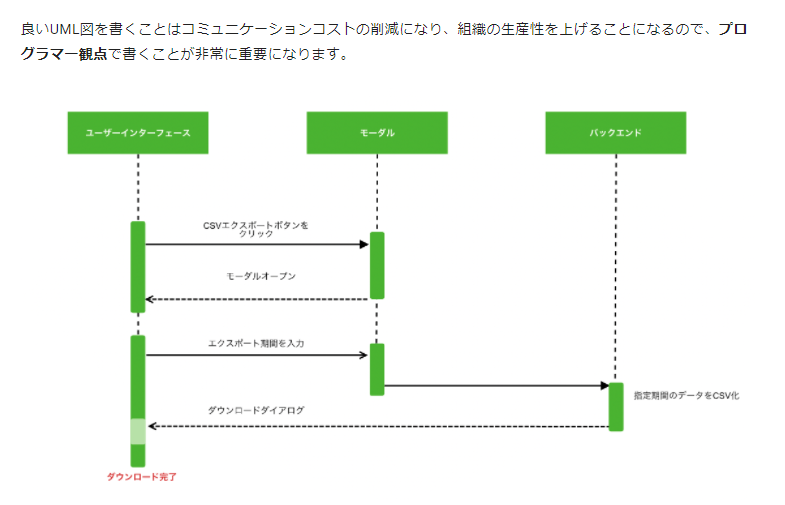 良いUML図を書くことはコミュニケーションコストの削減になり、組織の生産性を上げることになるので、プロ
グラマー観点で書くことが非常に重要になります。
ユーザーインターフェース
モーダル
バックエンド
CSVエクスポートボタンを
クリック
モーダルオープン
エクスポート期間を入力
指定期間のデータをCSV化
ダウンロードダイアログ
ダウンロード完了